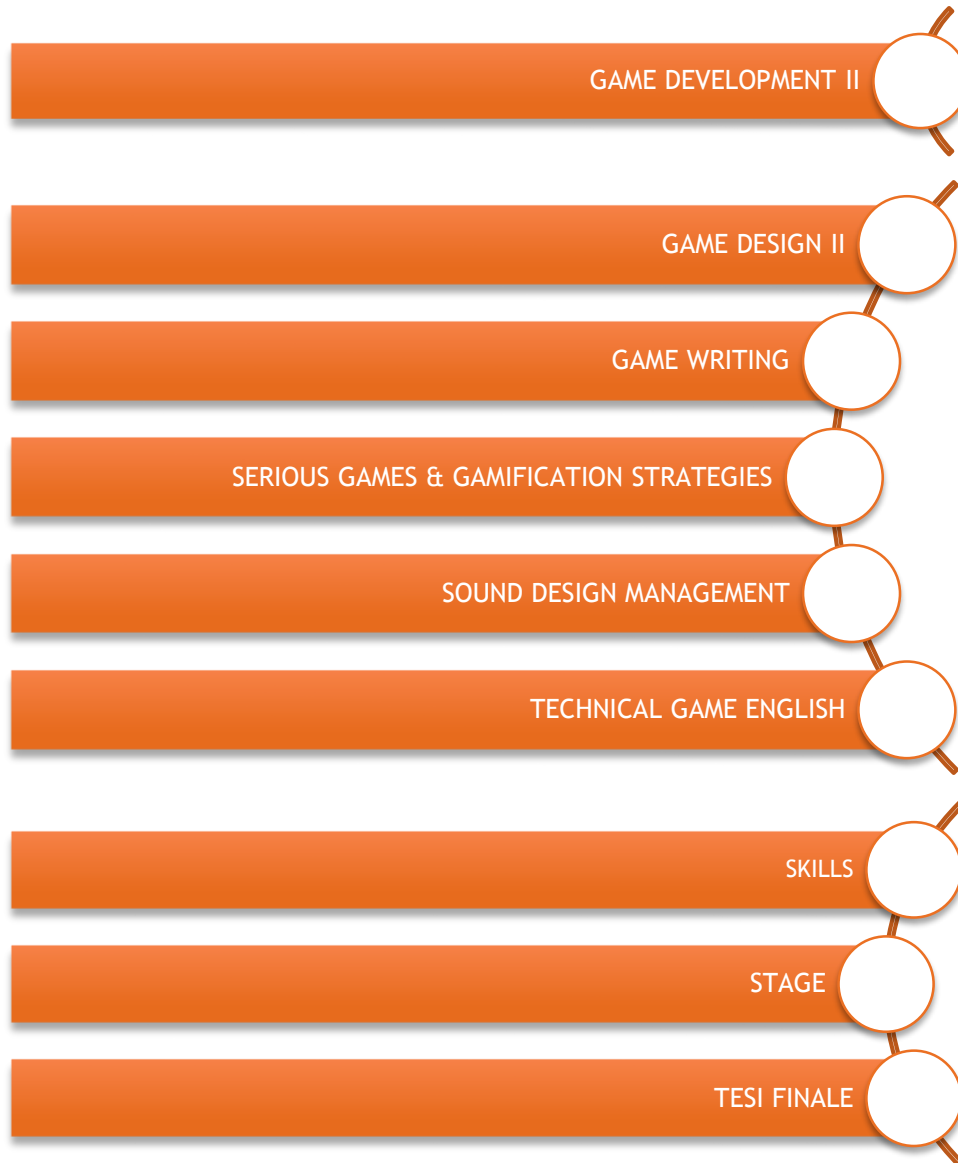 GAME DEVELOPMENT II
GAME DESIGN II
GAME WRITING
SERIOUS GAMES & GAMIFICATION STRATEGIES
SOUND DESIGN MANAGEMENT
TECHNICAL GAME ENGLISH
SKILLS
STAGE
TESI FINALE